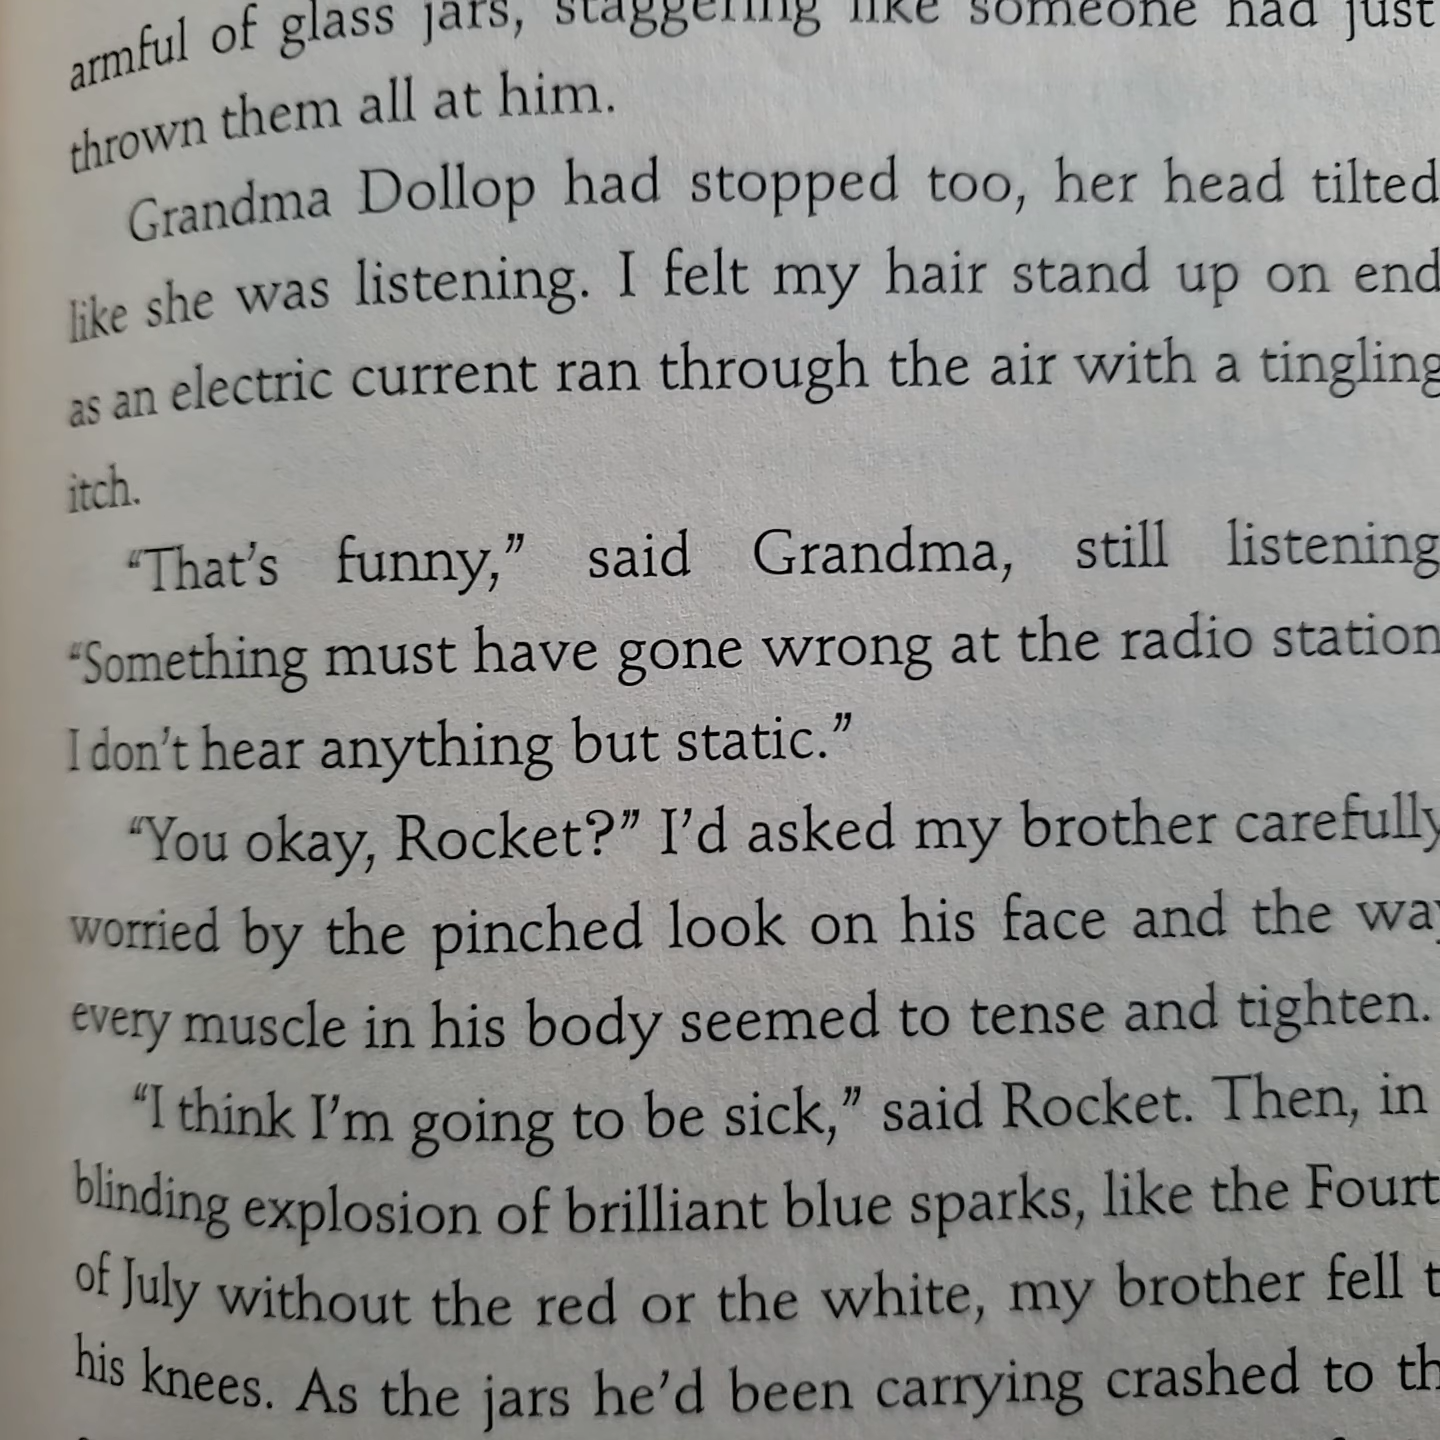 armful of glass jars, staggering like someone had just
thrown them all at him.
Grandma Dollop had stopped too, her head tilted
like she was listening. I felt my hair stand up on end
as an electric current ran through the air with a tingling
itch.
“That’s funny,” said Grandma, still listening
“Something must have gone wrong at the radio station
I don’t hear anything but static.”
“You okay, Rocket?” I’d asked my brother carefully
worried by the pinched look on his face and the way
every muscle in his body seemed to tense and tighten.
“I think I’m going to be sick,” said Rocket. Then, in
blinding explosion of brilliant blue sparks, like the Fourt
of July without the red or the white, my brother fell t
his knees. As the jars he’d been carrying crashed to th